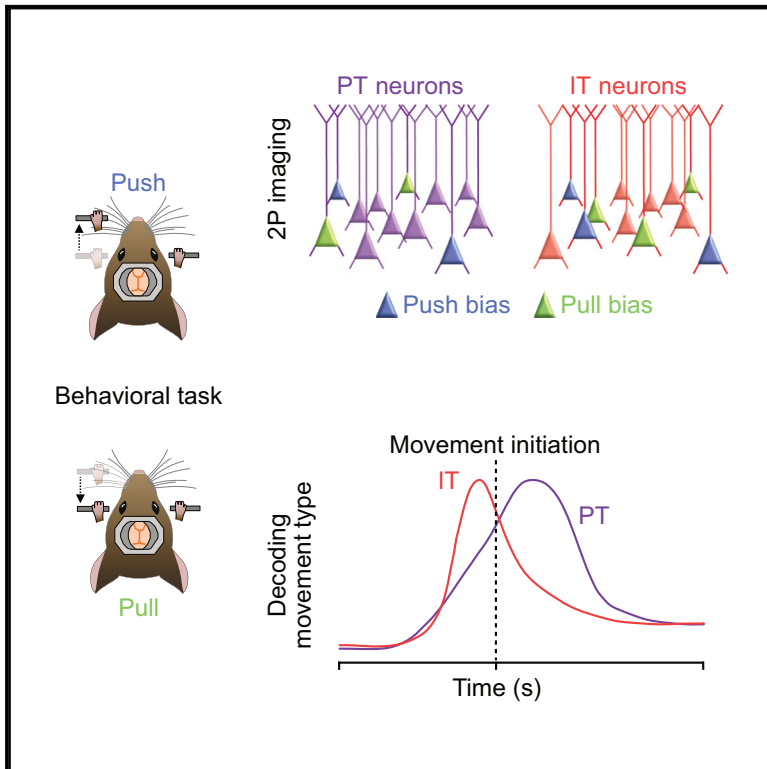 PT neurons
IT neurons
2P imaging
Push
Push bias
Pull bias
Behavioral task
Pull
Movement initiation
IT
PT
Decoding
movement type
Time (s)